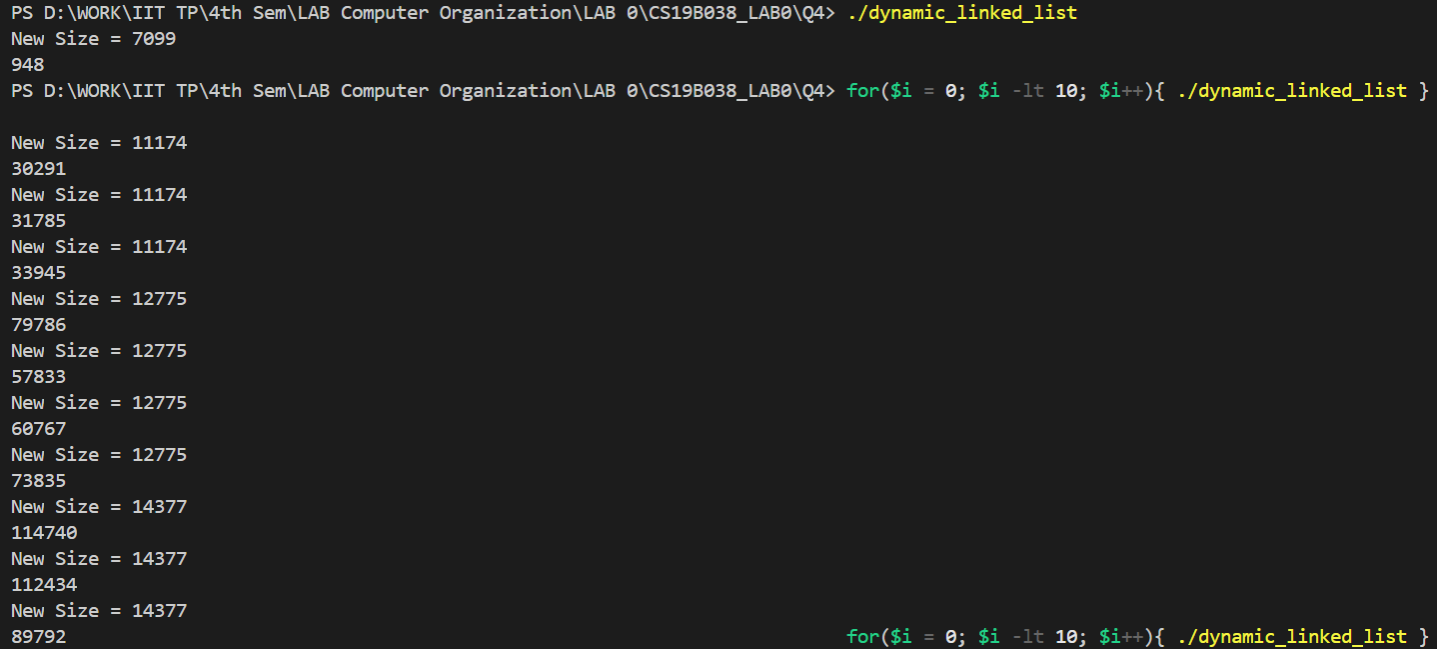 PS D:\WORK\IIT TP\4th Sem\LAB Computer Organization\LAB 0\CS19B038_LAB0\Q4> ./dynamic_linked_list
New Size = 7099
948
PS D:\WORK\IIT TP\4th Sem\LAB Computer Organization\LAB 0\CS19B038_LAB0\Q4> for($i = 0; $i -lt 10; $i++){ ./dynamic_linked_list }
New Size = 11174
30291
New Size = 11174
31785
New Size = 11174
33945
New Size = 12775
79786
New Size = 12775
57833
New Size = 12775
60767
New Size = 12775
73835
New Size = 14377
114740
New Size = 14377
112434
New Size = 14377
89792 for($i = 0; $i -lt 10; $i++){ ./dynamic_linked_list }